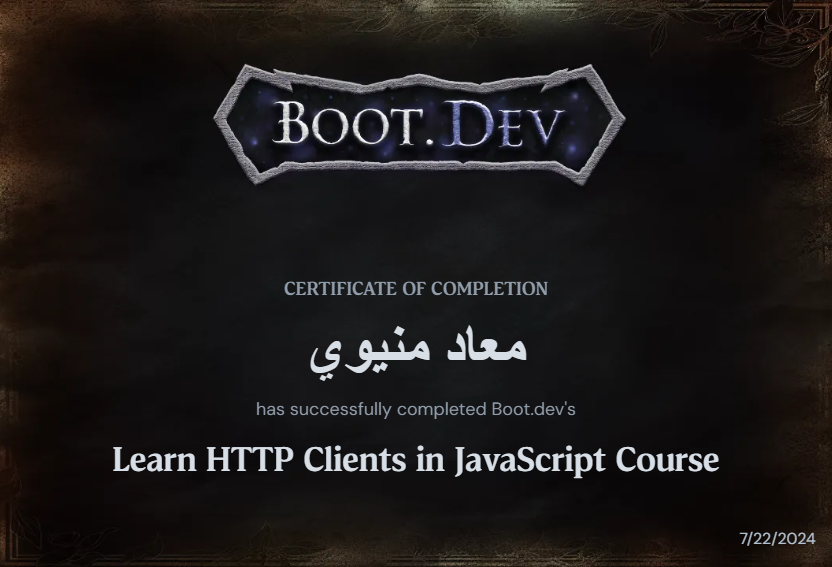 BOOT.DEV
CERTIFICATE OF COMPLETION
معاد منيوي
has successfully completed Boot.dev's
Learn HTTP Clients in JavaScript Course
7/22/2024